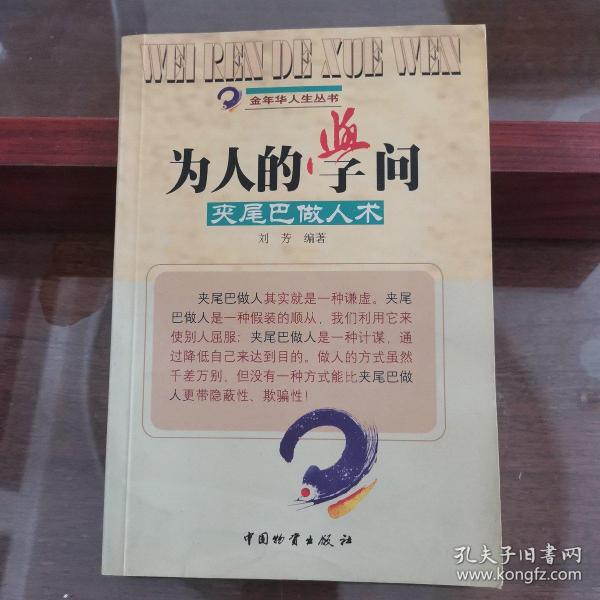 WEI REN DE XUE WEN
金年华人生丛书
为人的學问
夹尾巴做人术
刘 芳 编著
夹尾巴做人其实就是一种谦虚。夹尾
巴做人是一种假装的顺从，我们利用它来
使别人屈服；夹尾巴做人是一种计谋，通
过降低自己来达到目的。做人的方式虽然
千差万别，但没有一种方式能比夹尾巴做
人更带隐蔽性、欺骗性！
中国物资出版社
孔夫子旧书网
www.kongfz.com